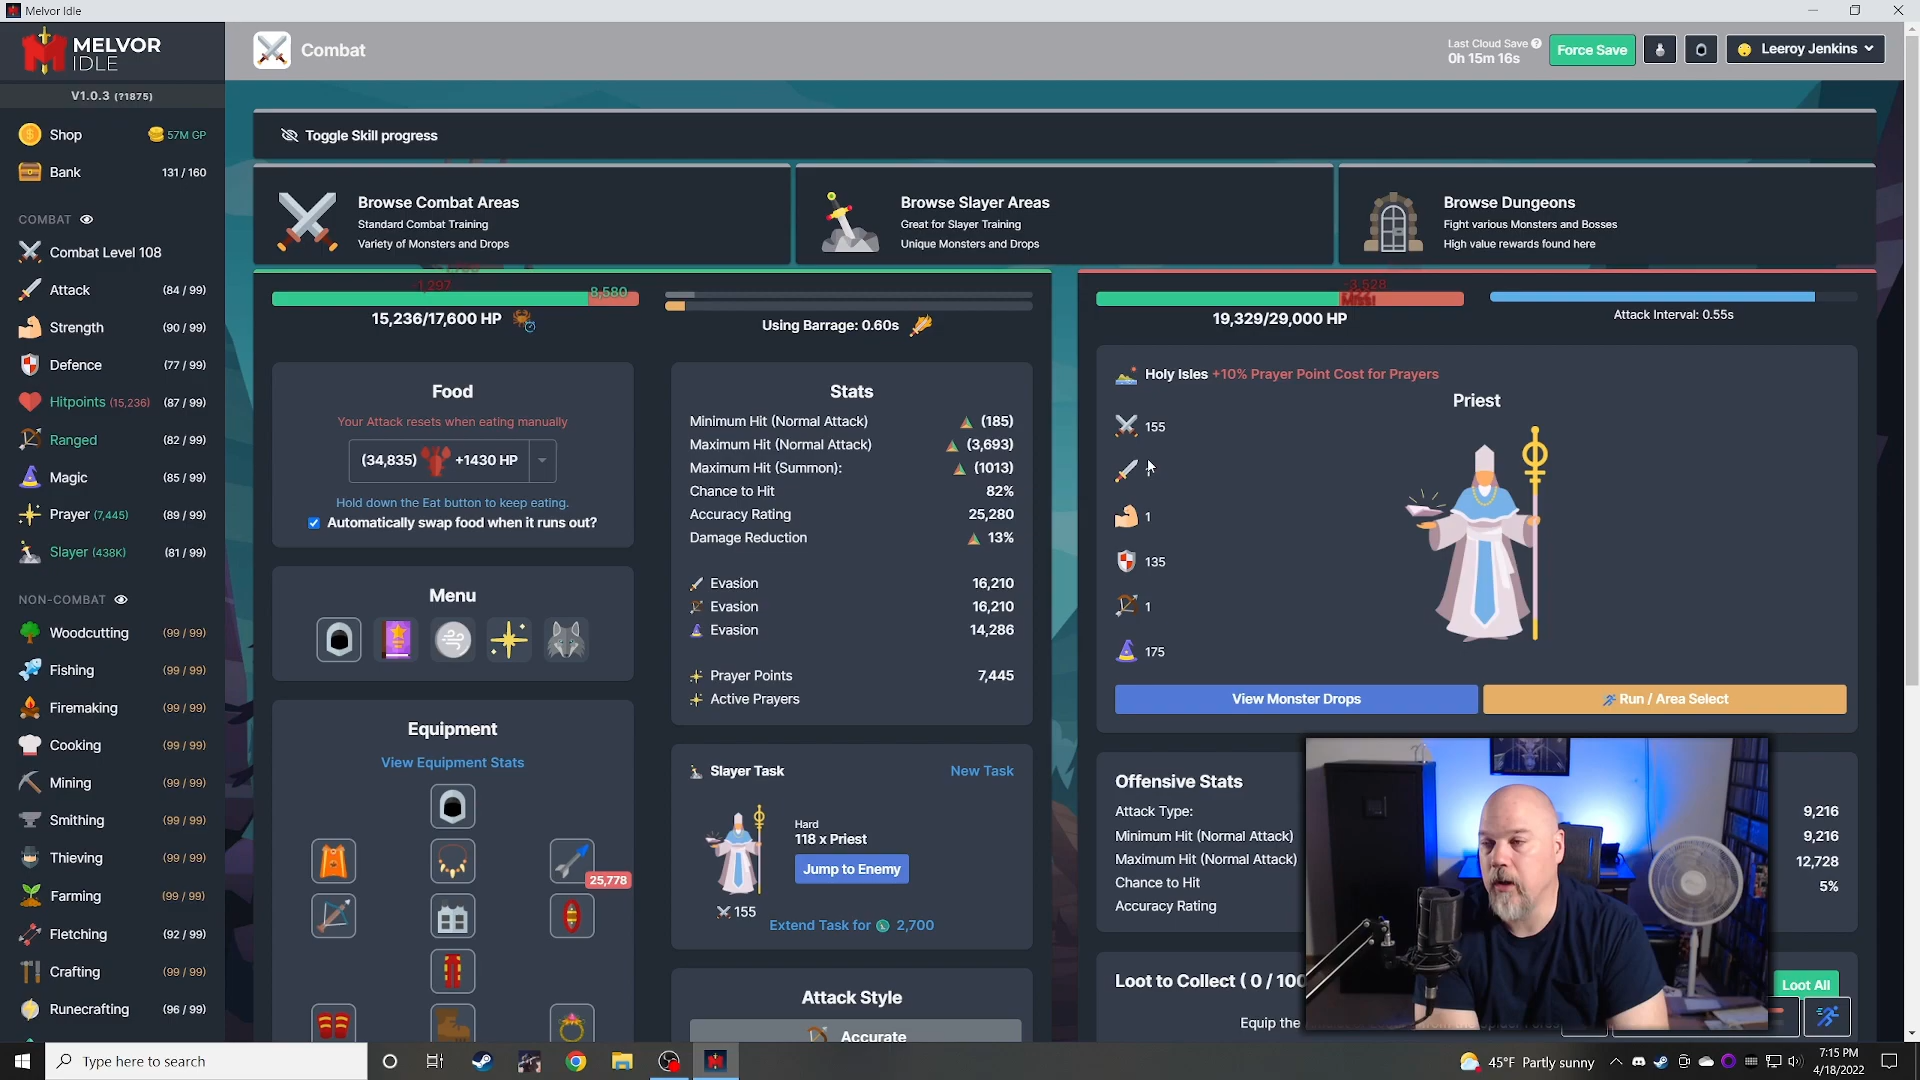 Melvor Idle
MELVOR
IDLE
V1.0.3 (?1875)
Shop 57M GP
Bank 131 / 160
COMBAT
Combat Level 108
Attack (84 / 99)
Strength (90 / 99)
Defence (77 / 99)
Hitpoints (15,236) (87 / 99)
Ranged (82 / 99)
Magic (85 / 99)
Prayer (7,445) (89 / 99)
Slayer (438K) (81 / 99)
NON-COMBAT
Woodcutting (99 / 99)
Fishing (99 / 99)
Firemaking (99 / 99)
Cooking (99 / 99)
Mining (99 / 99)
Smithing (99 / 99)
Thieving (99 / 99)
Farming (99 / 99)
Fletching (92 / 99)
Crafting (99 / 99)
Runecrafting (96 / 99)
Combat
Last Cloud Save
0h 15m 16s
Force Save
Leeroy Jenkins
Toggle Skill progress
Browse Combat Areas
Standard Combat Training
Variety of Monsters and Drops
Browse Slayer Areas
Great for Slayer Training
Unique Monsters and Drops
Browse Dungeons
Fight various Monsters and Bosses
High value rewards found here
-1,297
8,580
15,236/17,600 HP
Using Barrage: 0.60s
Food
Your Attack resets when eating manually
(34,835) +1430 HP
Hold down the Eat button to keep eating.
Automatically swap food when it runs out?
Menu
Equipment
View Equipment Stats
25,778
Stats
Minimum Hit (Normal Attack) (185)
Maximum Hit (Normal Attack) (3,693)
Maximum Hit (Summon): (1013)
Chance to Hit 82%
Accuracy Rating 25,280
Damage Reduction 13%
Evasion 16,210
Evasion 16,210
Evasion 14,286
Prayer Points 7,445
Active Prayers
Slayer Task New Task
Hard
118 x Priest
Jump to Enemy
155
Extend Task for 2,700
Attack Style
Accurate
-3,528
Miss!
19,329/29,000 HP
Attack Interval: 0.55s
Holy Isles +10% Prayer Point Cost for Prayers
Priest
155
1
135
1
175
View Monster Drops
Run / Area Select
Offensive Stats
Attack Type: 9,216
Minimum Hit (Normal Attack) 9,216
Maximum Hit (Normal Attack) 12,728
Chance to Hit 5%
Accuracy Rating
Loot to Collect ( 0 / 100
Loot All
Equip the
Type here to search
45°F Partly sunny
7:15 PM
4/18/2022